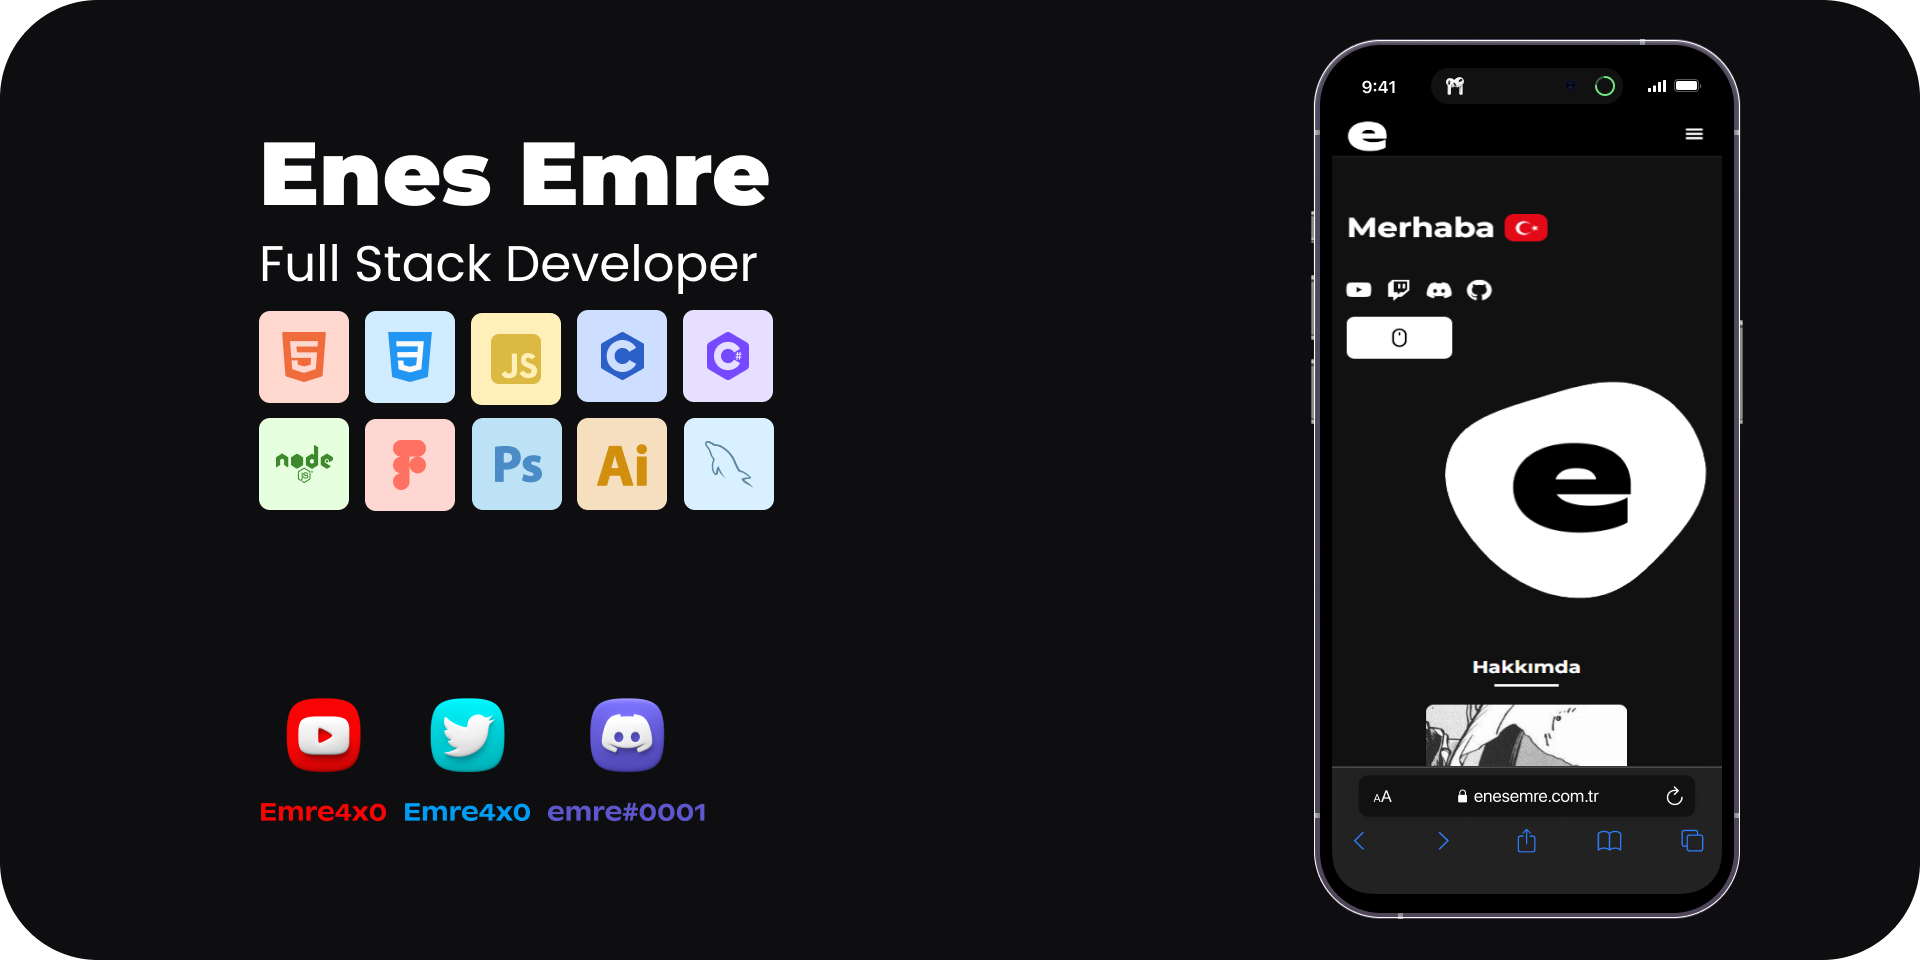 Enes Emre
Full Stack Developer
JS
C
C#
node
JS
Ps
Ai
Emre4x0
Emre4x0
emre#0001
9:41
e
Merhaba
e
Hakkımda
AA
enesemre.com.tr